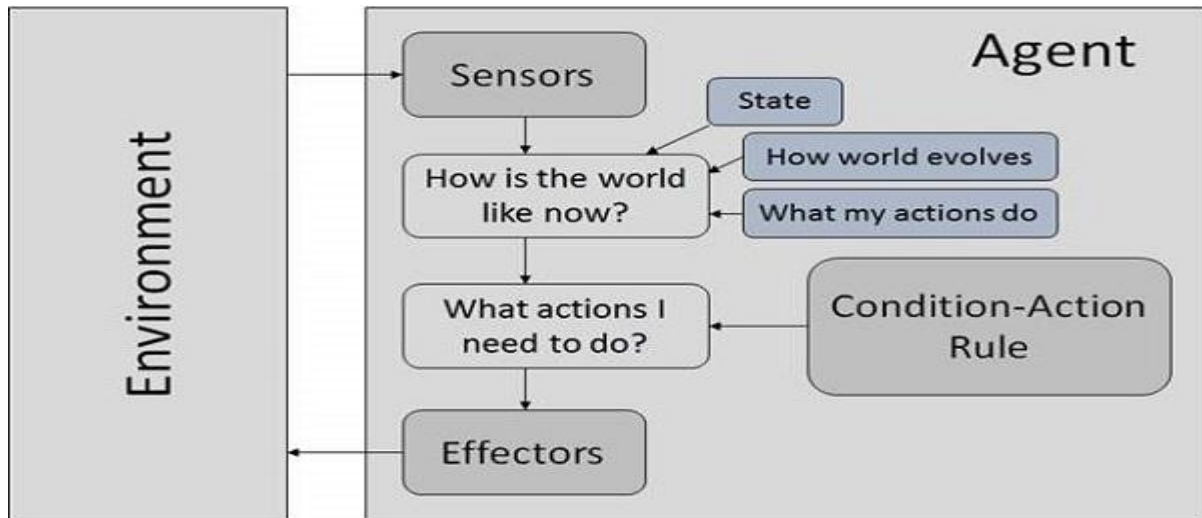 Environment
Agent
Sensors
State
How is the world
like now?
How world evolves
What my actions do
What actions I
need to do?
Condition-Action
Rule
Effectors